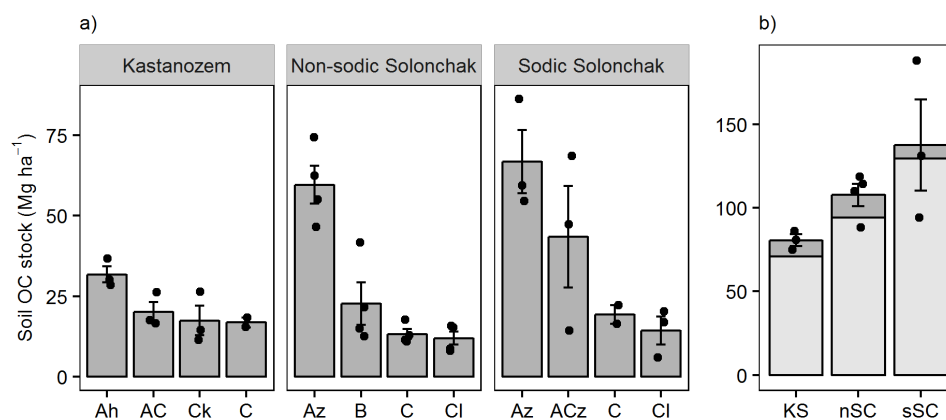 a)
b)
Kastanozem
Non-sodic Solonchak
Sodic Solonchak
Soil OC stock (Mg ha⁻¹)
75
50
25
0
150
100
50
0
Ah AC Ck C
Az B C Cl
Az ACz C Cl
KS nSC sSC